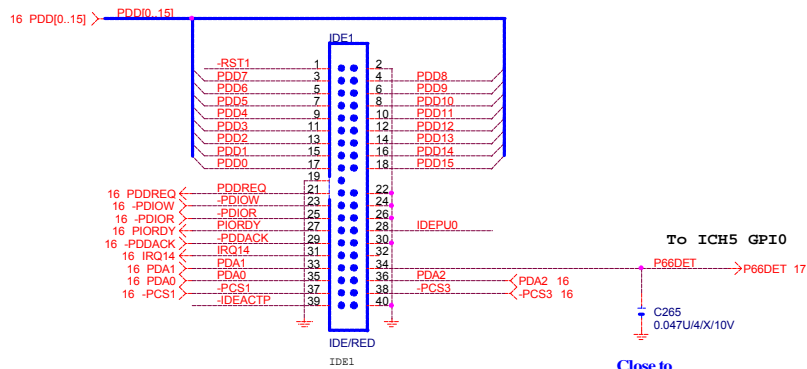 16 PDD[0..15] PDD[0..15]
IDE1
-RST1 1 2
PDD7 3 4 PDD8
PDD6 5 6 PDD9
PDD5 7 8 PDD10
PDD4 9 10 PDD11
PDD3 11 12 PDD12
PDD2 13 14 PDD13
PDD1 15 16 PDD14
PDD0 17 18 PDD15
19
16 PDDREQ PDDREQ 21 22
16 -PDIOW -PDIOW 23 24
16 -PDIOR -PDIOR 25 26
16 PIORDY PIORDY 27 28 IDEPU0
16 -PDDACK -PDDACK 29 30
16 IRQ14 IRQ14 31 32
To ICH5 GPI0
16 PDA1 PDA1 33 34 P66DET P66DET 17
16 PDA0 PDA0 35 36 PDA2 PDA2 16
16 -PCS1 -PCS1 37 38 -PCS3 -PCS3 16
-IDEACTP 39 40
C265
0.047U/4/X/10V
IDE/RED
IDE1
Close to